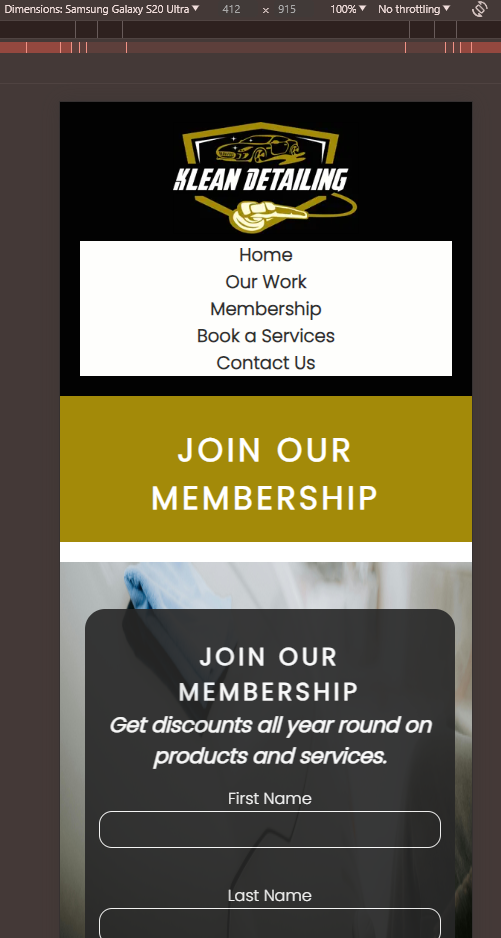 Dimensions: Samsung Galaxy S20 Ultra ▼ 412 x 915 100% ▼ No throttling ▼
KLEAN DETAILING
Home
Our Work
Membership
Book a Services
Contact Us
JOIN OUR
MEMBERSHIP
JOIN OUR
MEMBERSHIP
Get discounts all year round on
products and services.
First Name
Last Name